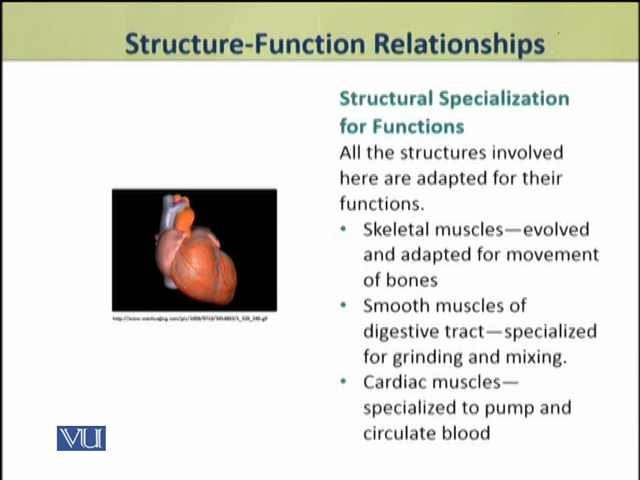 Structure-Function Relationships
Structural Specialization
for Functions
All the structures involved
here are adapted for their
functions.
• Skeletal muscles—evolved
and adapted for movement
of bones
• Smooth muscles of
digestive tract—specialized
for grinding and mixing.
• Cardiac muscles—
specialized to pump and
circulate blood
VU